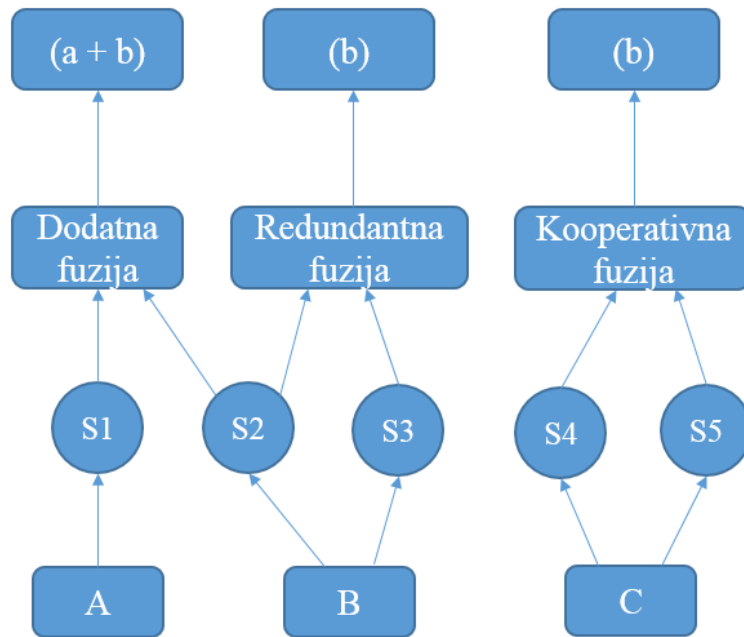 (a + b)
(b)
(b)
Dodatna
fuzija
Redundantna
fuzija
Kooperativna
fuzija
S1
S2
S3
S4
S5
A
B
C